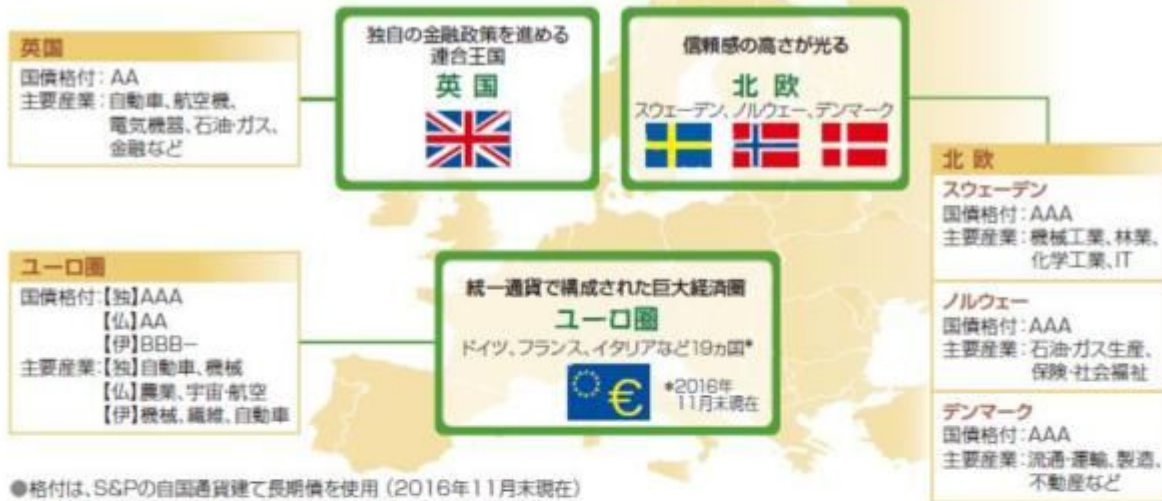 英国
国債格付：AA
主要産業：自動車、航空機、
電気機器、石油・ガス、
金融など
独自の金融政策を進める
連合王国
英国
信頼感の高さが光る
北欧
スウェーデン、ノルウェー、デンマーク
北欧
スウェーデン
国債格付：AAA
主要産業：機械工業、林業、
化学工業、IT
ノルウェー
国債格付：AAA
主要産業：石油・ガス生産、
保険・社会福祉
デンマーク
国債格付：AAA
主要産業：流通・運輸、製造、
不動産など
ユーロ圏
国債格付：【独】AAA
【仏】AA
【伊】BBB−
主要産業：【独】自動車、機械
【仏】農業、宇宙・航空
【伊】機械、繊維、自動車
統一通貨で構成された巨大経済圏
ユーロ圏
ドイツ、フランス、イタリアなど19ヵ国*
€
*2016年
11月末現在
●格付は、S&Pの自国通貨建て長期債を使用（2016年11月末現在）